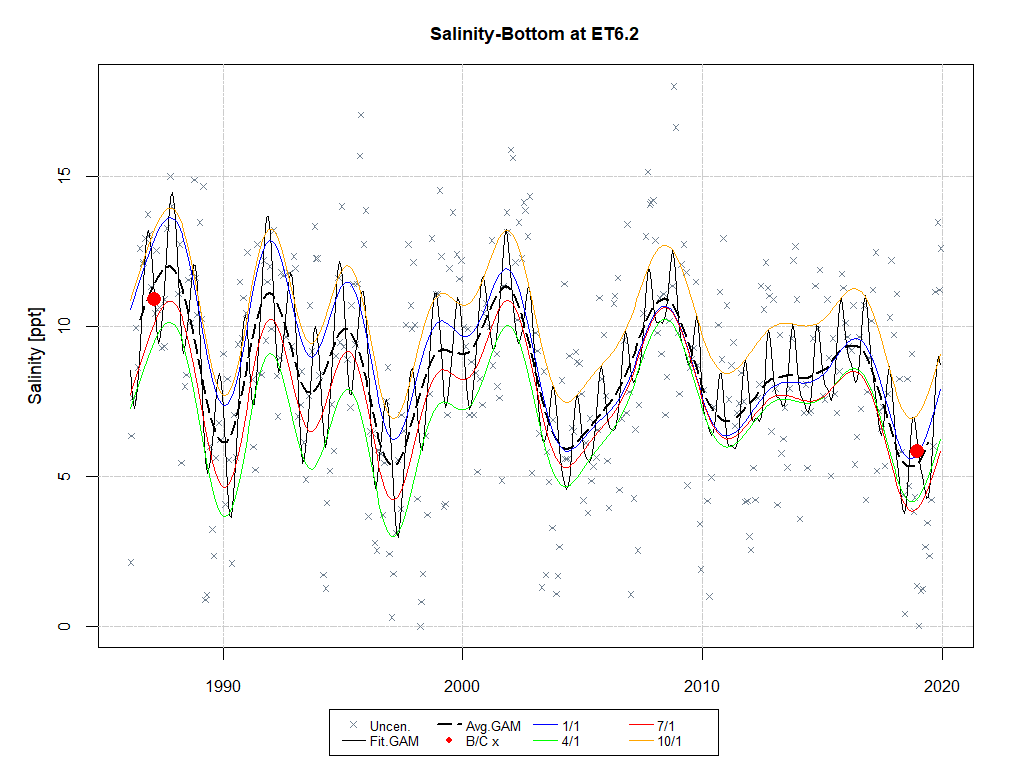 Salinity-Bottom at ET6.2
Salinity [ppt]
15
10
5
0
1990 2000 2010 2020
Uncen. Avg.GAM 1/1 7/1
Fit.GAM B/C x 4/1 10/1